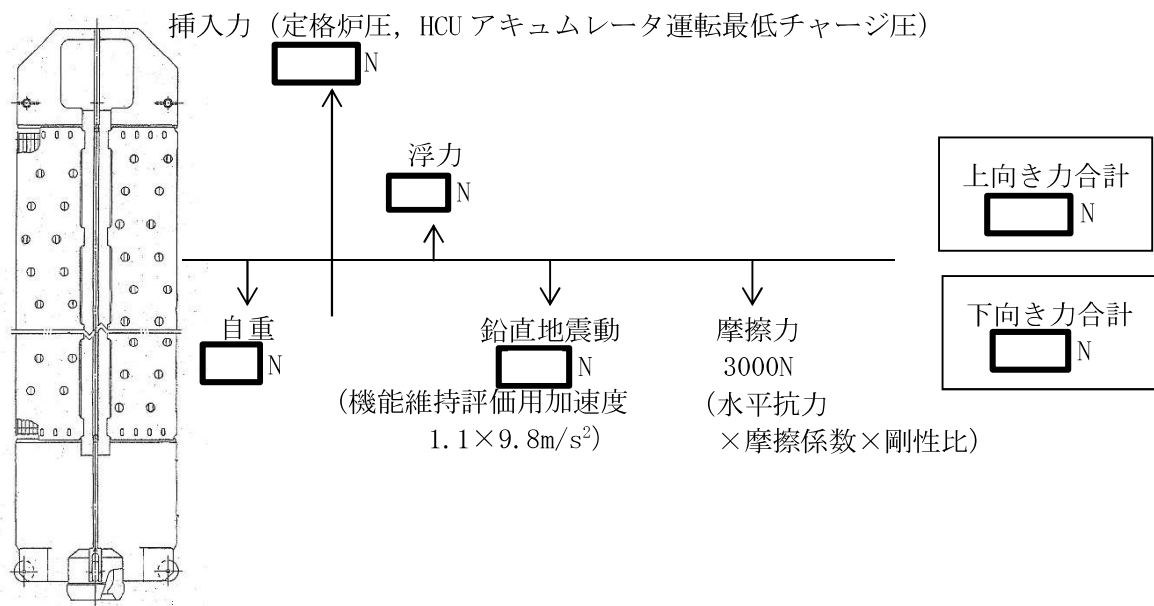 挿入力（定格炉圧，HCU アキュムレータ運転最低チャージ圧）
N
浮力
N
上向き力合計
N
自重
N
鉛直地震動
N
（機能維持評価用加速度
1.1×9.8m/s²）
摩擦力
3000N
（水平抗力
×摩擦係数×剛性比）
下向き力合計
N